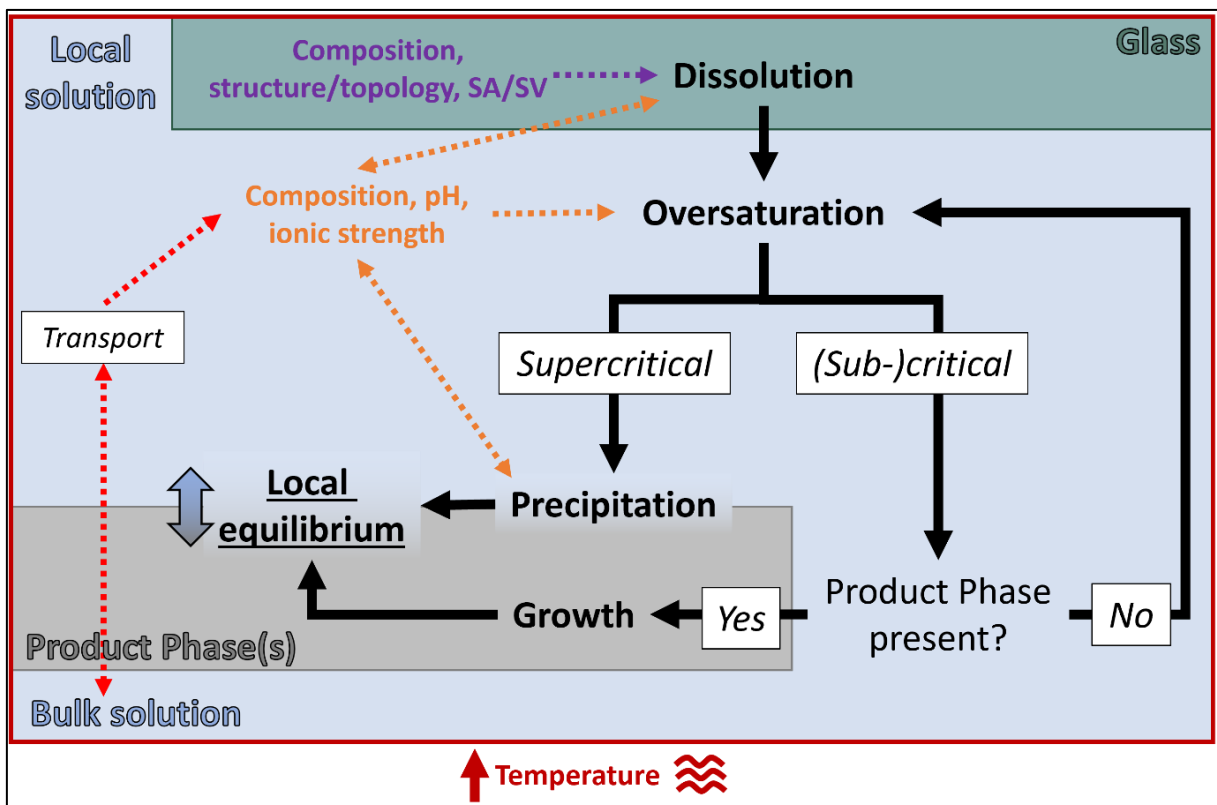 Local
solution
Composition,
structure/topology, SA/SV
Glass
Dissolution
Composition, pH,
ionic strength
Oversaturation
Transport
Supercritical
(Sub-)critical
Local
equilibrium
Precipitation
Product Phase
present?
No
Yes
Growth
Product Phase(s)
Bulk solution
Temperature